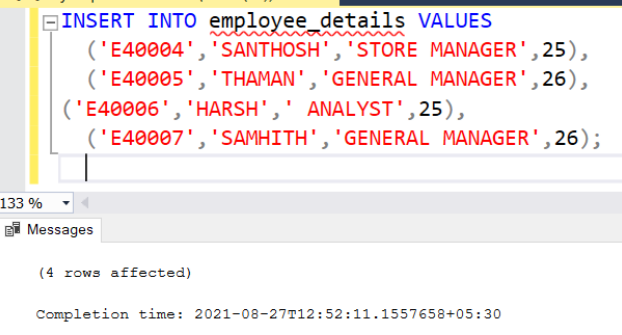 INSERT INTO employee_details VALUES
('E40004','SANTHOSH','STORE MANAGER',25),
('E40005','THAMAN','GENERAL MANAGER',26),
('E40006','HARSH',' ANALYST',25),
('E40007','SAMHITH','GENERAL MANAGER',26);
133 %
Messages
(4 rows affected)
Completion time: 2021-08-27T12:52:11.1557658+05:30